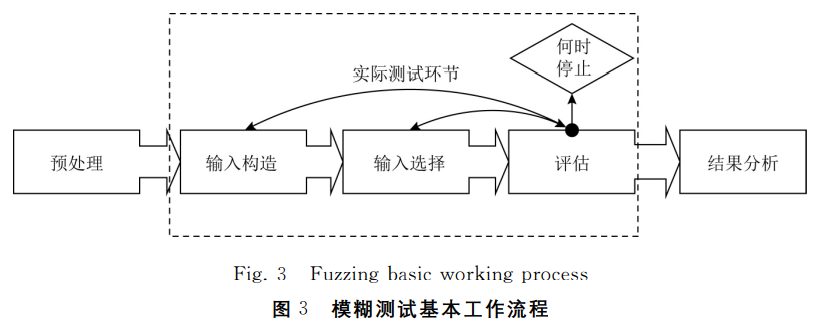 何时
停止
实际测试环节
预处理
输入构造
输入选择
评估
结果分析
Fig. 3 Fuzzing basic working process
图 3 模糊测试基本工作流程